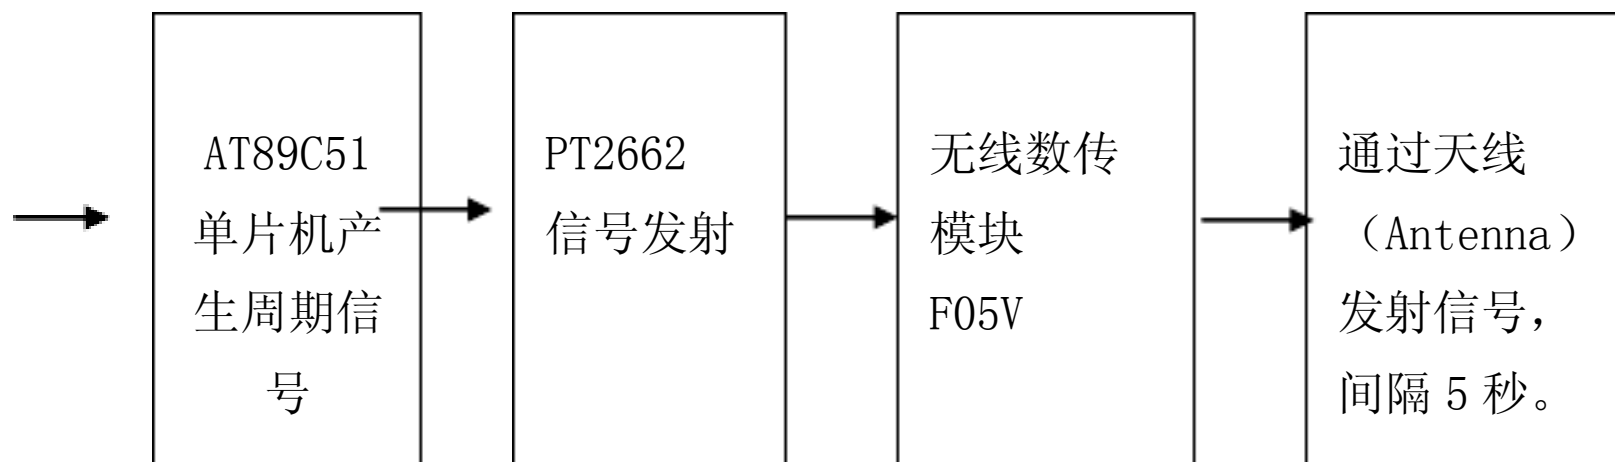 AT89C51
单片机产
生周期信
号
PT2662
信号发射
无线数传
模块
F05V
通过天线
（Antenna）
发射信号，
间隔 5 秒。